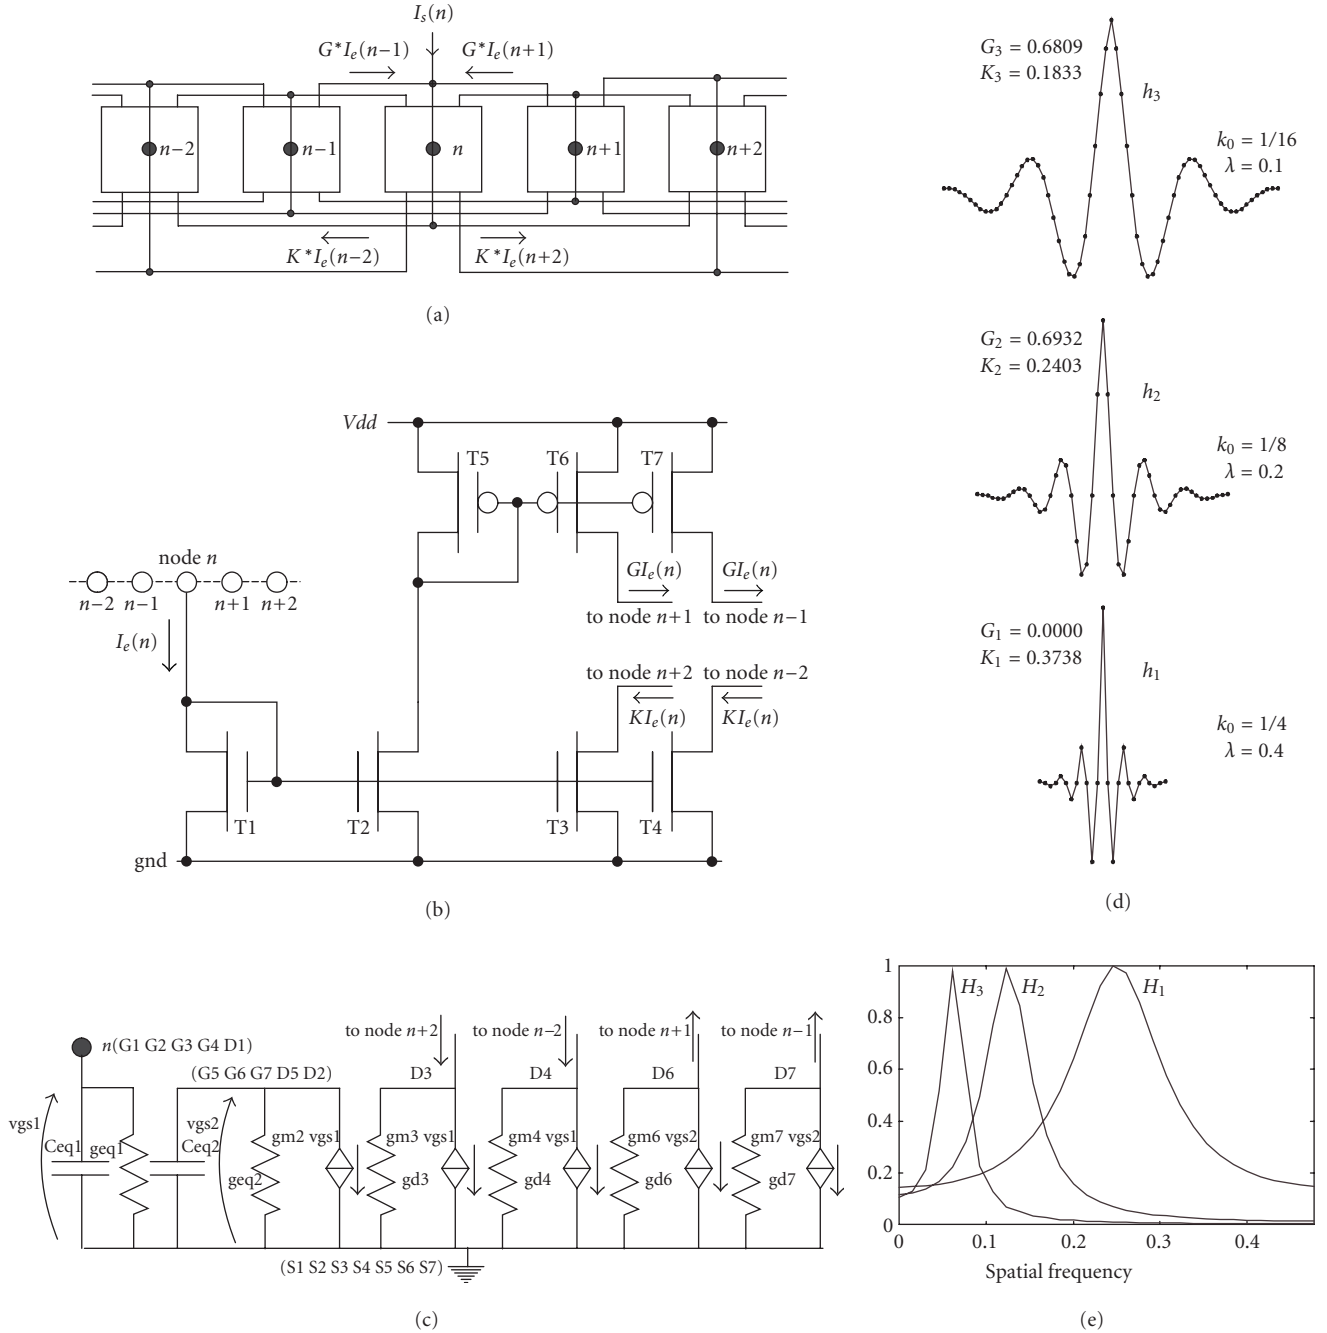 I_s(n)
G*I_e(n−1) G*I_e(n+1)
n−2 n−1 n n+1 n+2
K*I_e(n−2) K*I_e(n+2)
(a)
Vdd
T5 T6 T7
node n
n−2 n−1 n+1 n+2
I_e(n)
GI_e(n) GI_e(n)
to node n+1 to node n−1
to node n+2 to node n−2
KI_e(n) KI_e(n)
T1 T2 T3 T4
gnd
(b)
to node n+2 to node n−2 to node n+1 to node n−1
n(G1 G2 G3 G4 D1)
(G5 G6 G7 D5 D2) D3 D4 D6 D7
vgs1 Ceq1 geq1 vgs2 Ceq2 geq2 gm2 vgs1 gm3 vgs1 gm4 vgs1 gm6 vgs2 gm7 vgs2
gd3 gd4 gd6 gd7
(S1 S2 S3 S4 S5 S6 S7)
(c)
G_3 = 0.6809
K_3 = 0.1833
h_3
k_0 = 1/16
λ = 0.1
G_2 = 0.6932
K_2 = 0.2403
h_2
k_0 = 1/8
λ = 0.2
G_1 = 0.0000
K_1 = 0.3738
h_1
k_0 = 1/4
λ = 0.4
(d)
1
0.8
0.6
0.4
0.2
0
H_3 H_2 H_1
0 0.1 0.2 0.3 0.4
Spatial frequency
(e)